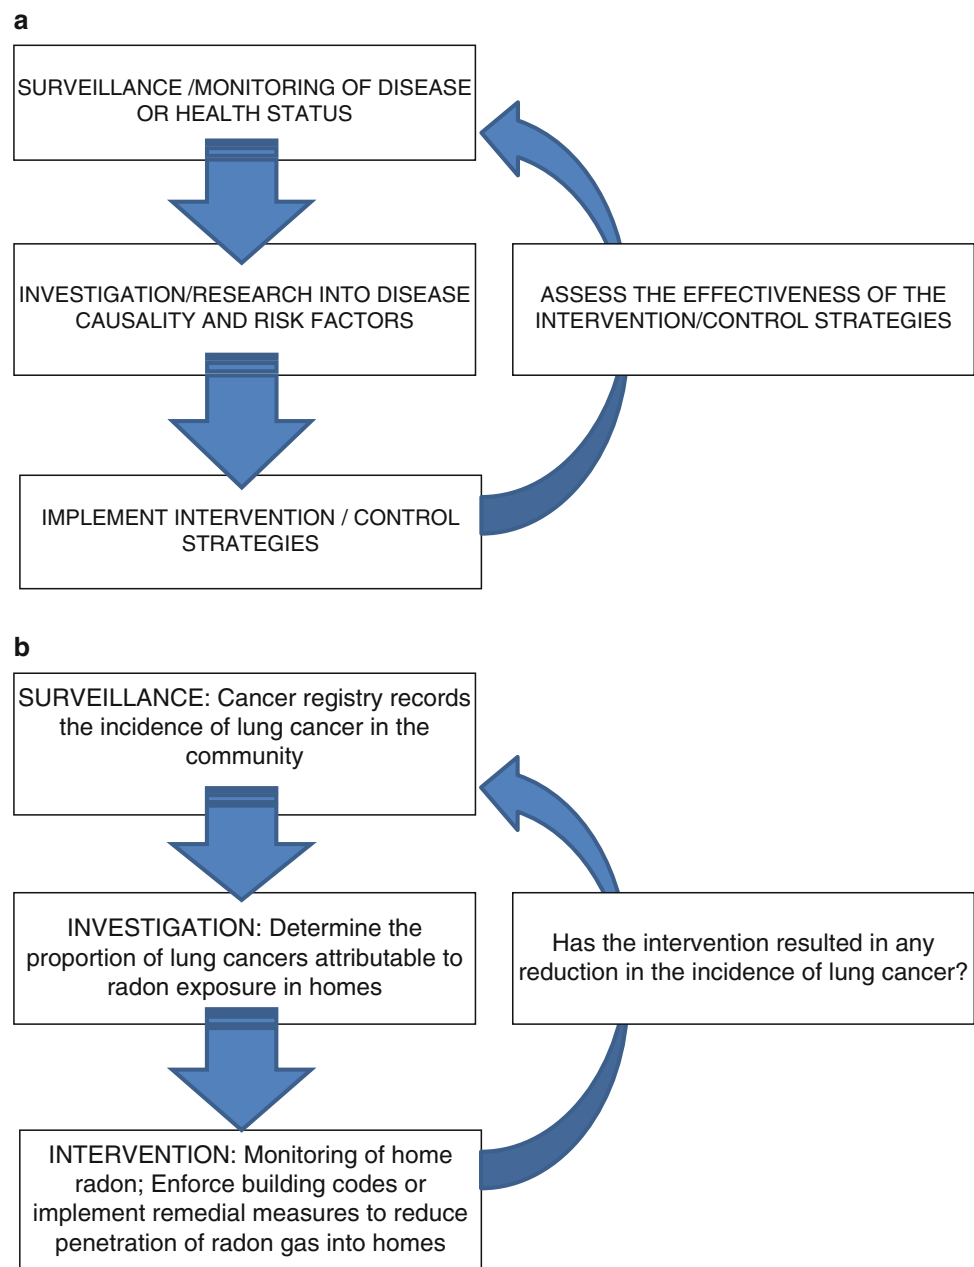 a
SURVEILLANCE /MONITORING OF DISEASE
OR HEALTH STATUS
INVESTIGATION/RESEARCH INTO DISEASE
CAUSALITY AND RISK FACTORS
ASSESS THE EFFECTIVENESS OF THE
INTERVENTION/CONTROL STRATEGIES
IMPLEMENT INTERVENTION / CONTROL
STRATEGIES
b
SURVEILLANCE: Cancer registry records
the incidence of lung cancer in the
community
INVESTIGATION: Determine the
proportion of lung cancers attributable to
radon exposure in homes
Has the intervention resulted in any
reduction in the incidence of lung cancer?
INTERVENTION: Monitoring of home
radon; Enforce building codes or
implement remedial measures to reduce
penetration of radon gas into homes